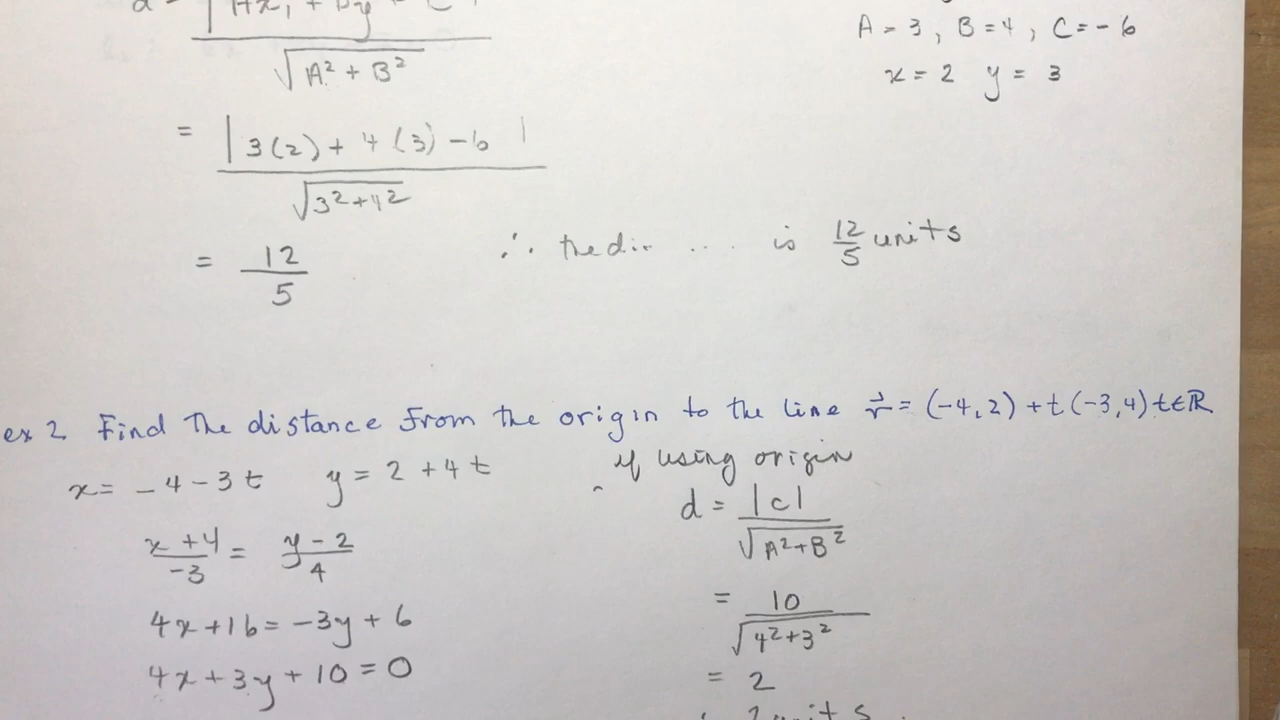 A = 3, B = 4, C = -6
√A² + B²
x = 2 y = 3
= | 3(2) + 4(3) - 6 |
√3² + 4²
∴ the di.. .... is 12/5 units
= 12/5
ex 2 Find The distance From the origin to the line r⃗ = (-4, 2) + t (-3, 4) t∈ℝ
x = -4 - 3t y = 2 + 4t
if using origin
d = |c| / √A² + B²
x + 4 / -3 = y - 2 / 4
= 10 / √4² + 3²
4x + 16 = -3y + 6
4x + 3y + 10 = 0
= 2